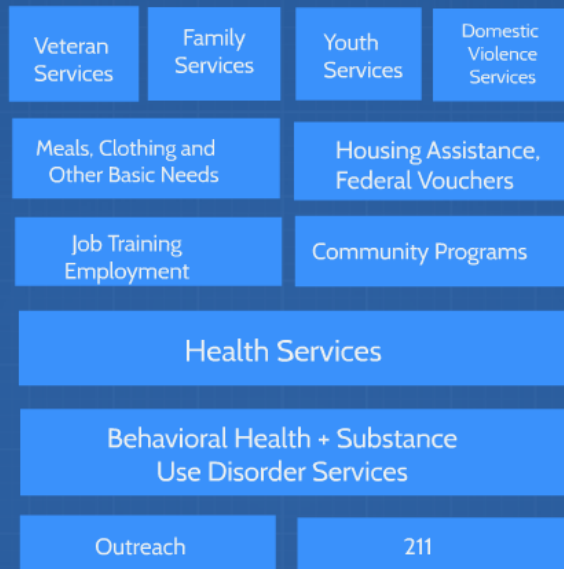 Veteran
Services
Family
Services
Youth
Services
Domestic
Violence
Services
Meals, Clothing and
Other Basic Needs
Housing Assistance,
Federal Vouchers
Job Training
Employment
Community Programs
Health Services
Behavioral Health + Substance
Use Disorder Services
Outreach
211